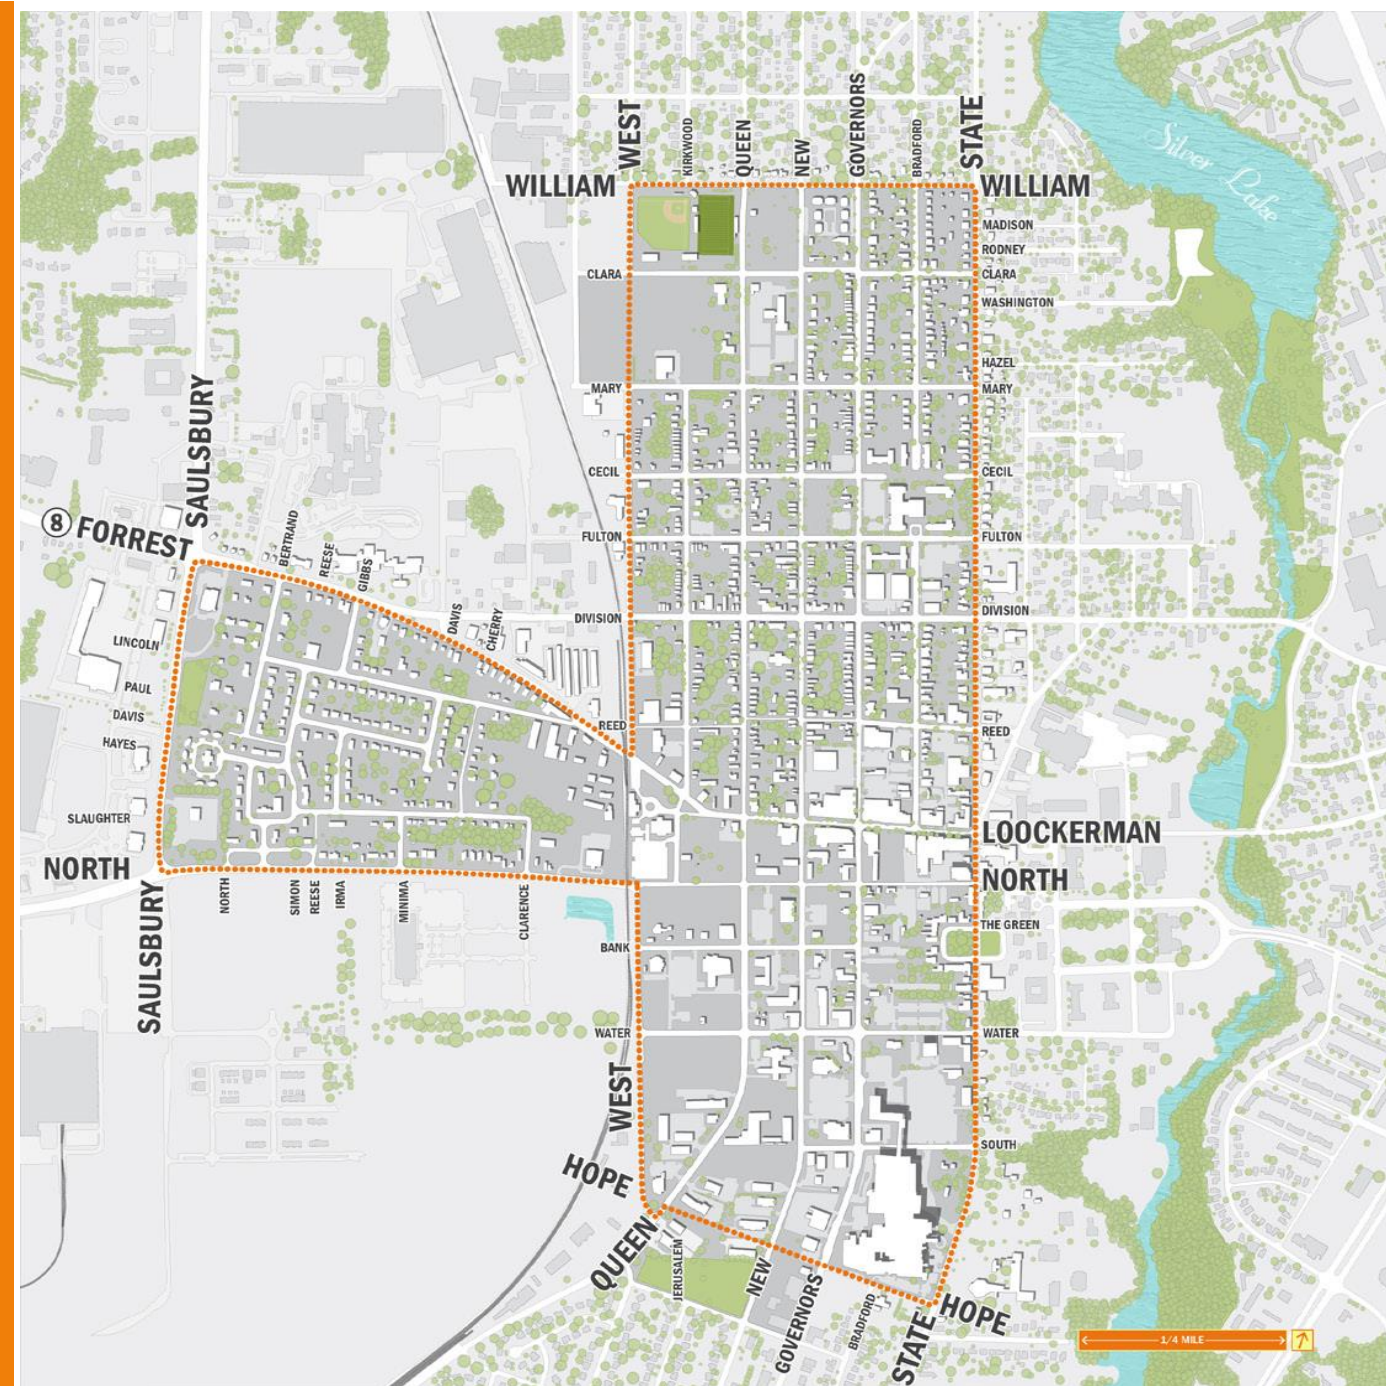 WEST
KIRKWOOD
QUEEN
NEW
GOVERNORS
BRADFORD
STATE
Silver Lake
WILLIAM
WILLIAM
MADISON
RODNEY
CLARA
CLARA
WASHINGTON
HAZEL
MARY
MARY
SAULSBURY
CECIL
CECIL
8 FORREST
BERTRAND
REESE
GIBBS
FULTON
FULTON
DAVIS
CHERRY
DIVISION
DIVISION
LINCOLN
PAUL
DAVIS
HAYES
REED
REED
SLAUGHTER
LOOCKERMAN
NORTH
NORTH
SAULSBURY
NORTH
SIMON
REESE
IRMA
MINIMA
CLARENCE
THE GREEN
BANK
WATER
WATER
WEST
SOUTH
HOPE
QUEEN
JERUSALEM
NEW
GOVERNORS
BRADFORD
STATE
HOPE
1/4 MILE